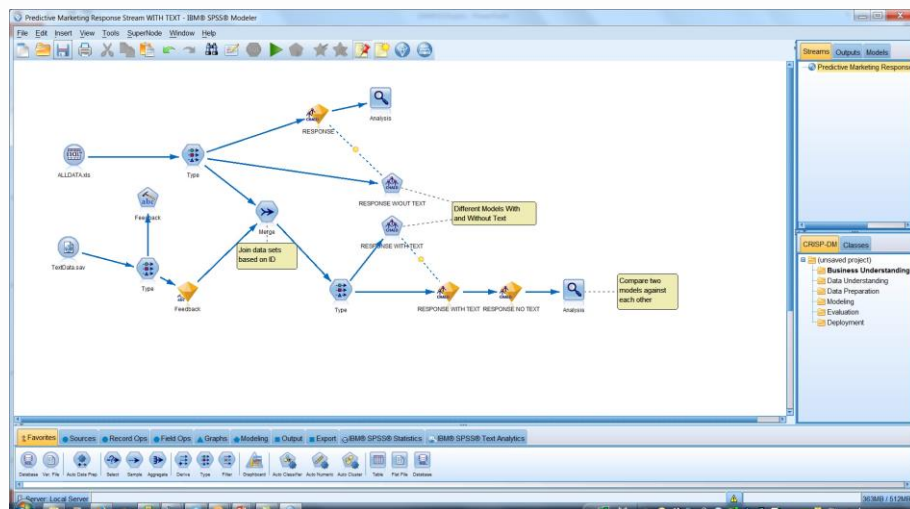 Predictive Marketing Response Stream WITH TEXT - IBM® SPSS® Modeler
File Edit Insert View Tools SuperNode Window Help
Streams Outputs Models
Predictive Marketing Respons
Analysis
RESPONSE
ALLDATA.xls
Type
RESPONSE WOUT TEXT
Different Models With
and Without Text
Feedback
Merge
RESPONSE WITH TEXT
Join data sets
based on ID
TextData.sav
Type
Feedback
Type
RESPONSE WITH TEXT
RESPONSE NO TEXT
Analysis
Compare two
models against
each other
CRISP-DM Classes
(unsaved project)
Business Understanding
Data Understanding
Data Preparation
Modeling
Evaluation
Deployment
Favorites Sources Record Ops Field Ops Graphs Modeling Output Export IBM® SPSS® Statistics IBM® SPSS® Text Analytics
Database Var. File Auto Data Prep Select Sample Aggregate Derive Type Filter Graphboard Auto Classifier Auto Numeric Auto Cluster Table Flat File Database
Server: Local Server
363MB / 512MB